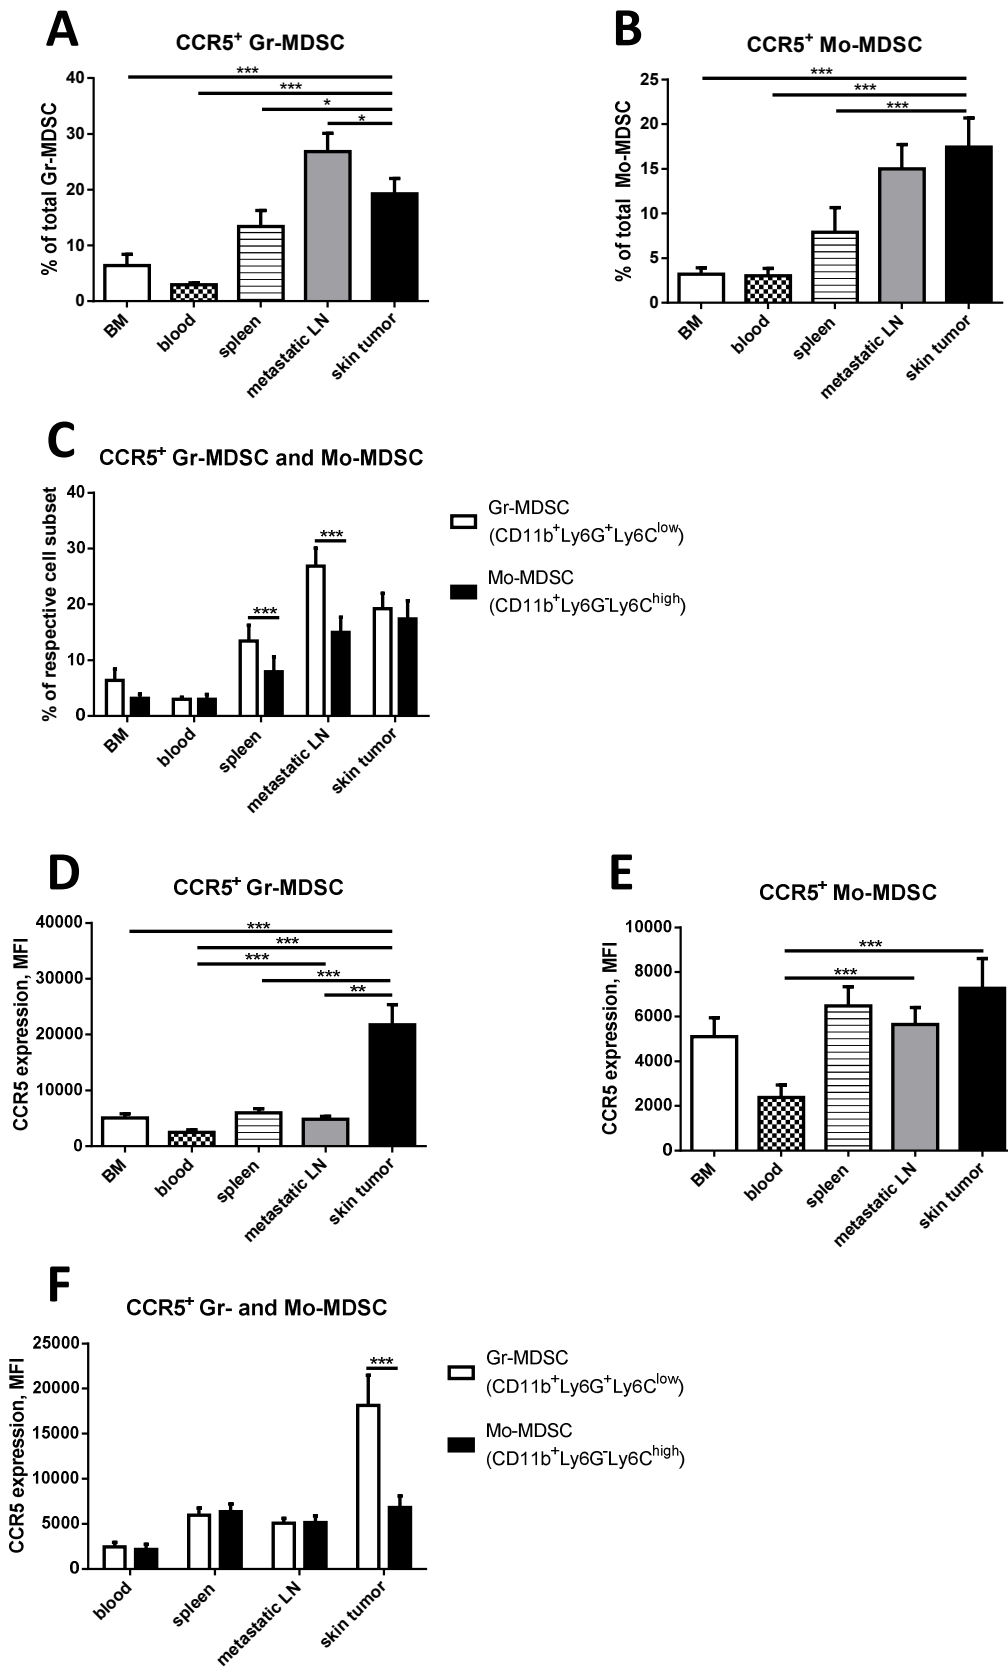 A
CCR5+ Gr-MDSC
% of total Gr-MDSC
40
30
20
10
0
***
***
*
*
BM
blood
spleen
metastatic LN
skin tumor
B
CCR5+ Mo-MDSC
% of total Mo-MDSC
25
20
15
10
5
0
***
***
***
BM
blood
spleen
metastatic LN
skin tumor
C
CCR5+ Gr-MDSC and Mo-MDSC
% of respective cell subset
40
30
20
10
0
***
***
BM
blood
spleen
metastatic LN
skin tumor
Gr-MDSC
(CD11b+Ly6G+Ly6Clow)
Mo-MDSC
(CD11b+Ly6G-Ly6Chigh)
D
CCR5+ Gr-MDSC
CCR5 expression, MFI
40000
30000
20000
10000
0
***
***
***
***
**
BM
blood
spleen
metastatic LN
skin tumor
E
CCR5+ Mo-MDSC
CCR5 expression, MFI
10000
8000
6000
4000
2000
0
***
***
BM
blood
spleen
metastatic LN
skin tumor
F
CCR5+ Gr- and Mo-MDSC
CCR5 expression, MFI
25000
20000
15000
10000
5000
0
***
blood
spleen
metastatic LN
skin tumor
Gr-MDSC
(CD11b+Ly6G+Ly6Clow)
Mo-MDSC
(CD11b+Ly6G-Ly6Chigh)